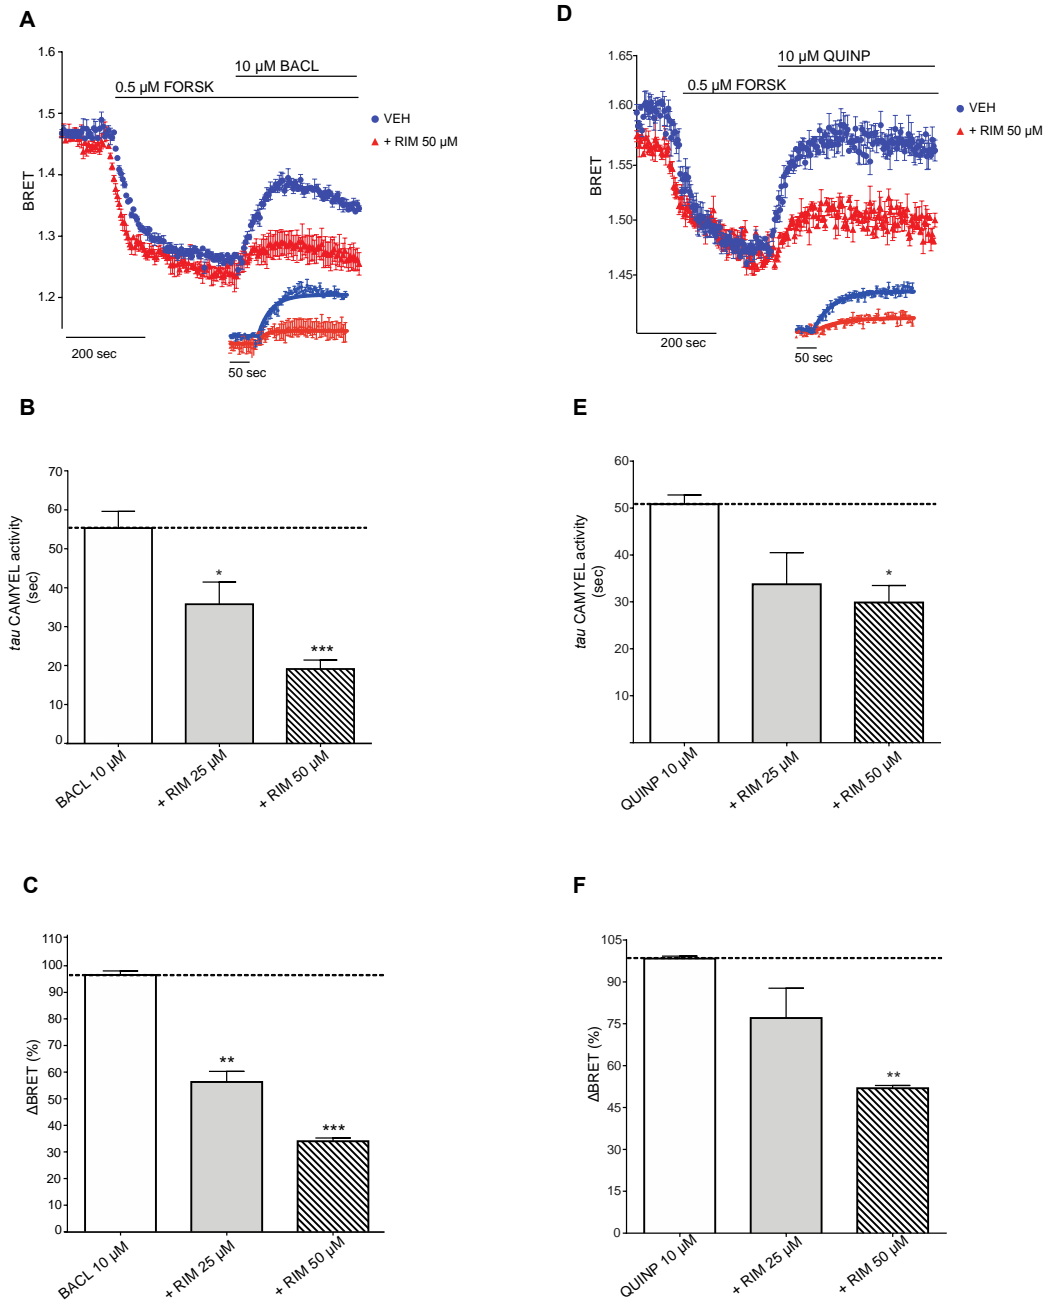 A
1.6
1.5
1.4
1.3
1.2
BRET
10 µM BACL
0.5 µM FORSK
VEH
+ RIM 50 µM
200 sec
50 sec
D
1.65
1.60
1.55
1.50
1.45
BRET
10 µM QUINP
0.5 µM FORSK
VEH
+ RIM 50 µM
200 sec
50 sec
B
70
60
50
40
30
20
10
0
tau CAMYEL activity
(sec)
*
***
BACL 10 µM
+ RIM 25 µM
+ RIM 50 µM
E
60
50
40
30
20
10
tau CAMYEL activity
(sec)
*
QUINP 10 µM
+ RIM 25 µM
+ RIM 50 µM
C
110
100
90
80
70
60
50
40
30
20
10
0
ΔBRET (%)
**
***
BACL 10 µM
+ RIM 25 µM
+ RIM 50 µM
F
105
90
75
60
45
30
15
0
ΔBRET (%)
**
QUINP 10 µM
+ RIM 25 µM
+ RIM 50 µM